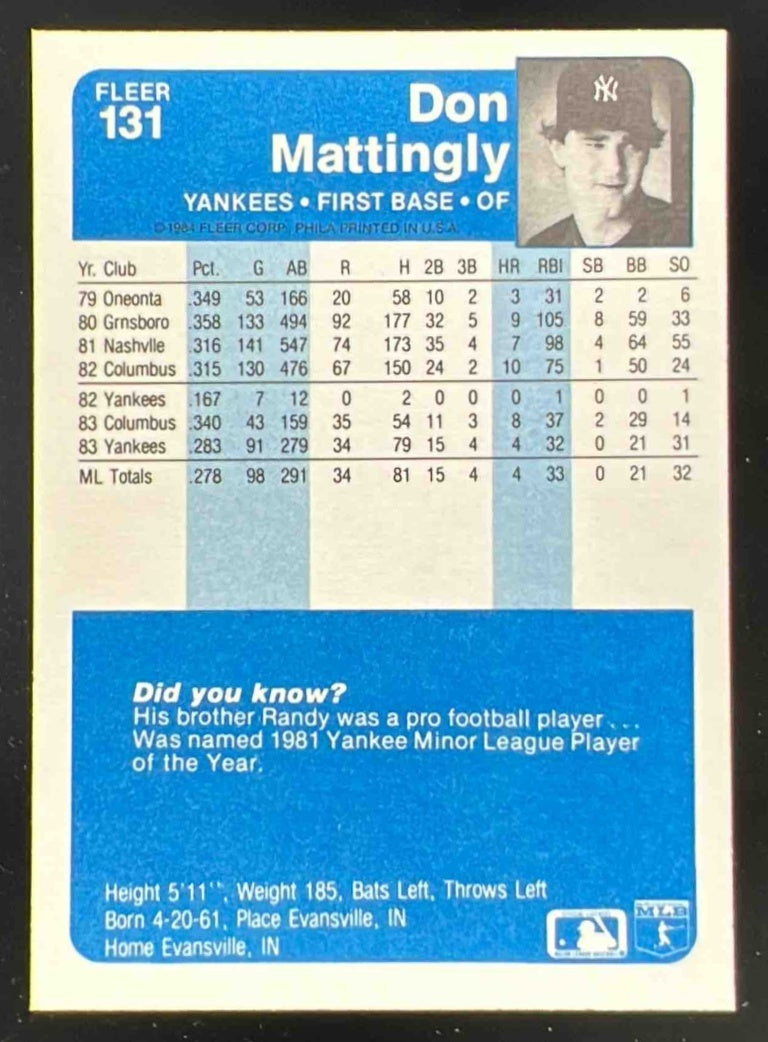 FLEER
131
Don
Mattingly
YANKEES • FIRST BASE • OF
©1984 FLEER CORP. PHILA PRINTED IN U.S.A.
NY
Yr. Club Pct. G AB R H 2B 3B HR RBI SB BB SO
79 Oneonta .349 53 166 20 58 10 2 3 31 2 2 6
80 Grnsboro .358 133 494 92 177 32 5 9 105 8 59 33
81 Nashvlle .316 141 547 74 173 35 4 7 98 4 64 55
82 Columbus .315 130 476 67 150 24 2 10 75 1 50 24
82 Yankees .167 7 12 0 2 0 0 0 1 0 0 1
83 Columbus .340 43 159 35 54 11 3 8 37 2 29 14
83 Yankees .283 91 279 34 79 15 4 4 32 0 21 31
ML Totals .278 98 291 34 81 15 4 4 33 0 21 32
Did you know?
His brother Randy was a pro football player . . .
Was named 1981 Yankee Minor League Player
of the Year.
Height 5'11'', Weight 185, Bats Left, Throws Left
Born 4-20-61, Place Evansville, IN
Home Evansville, IN
MLB